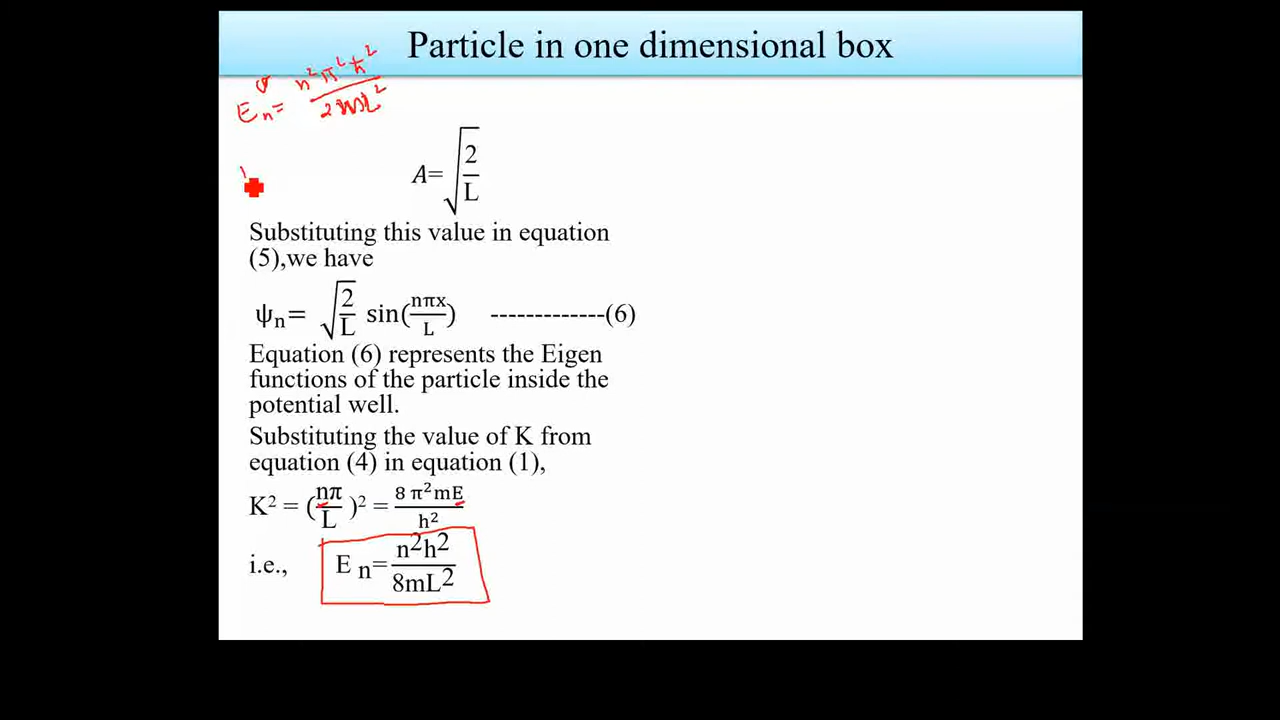 Particle in one dimensional box
Eₙ = n²π²ħ² / 2mL²
A= √(2/L)
Substituting this value in equation
(5),we have
ψₙ= √(2/L) sin(nπx/L) -------------(6)
Equation (6) represents the Eigen
functions of the particle inside the
potential well.
Substituting the value of K from
equation (4) in equation (1),
K² = (nπ/L)² = 8 π²mE/h²
i.e., E ₙ= n²h²/8mL²